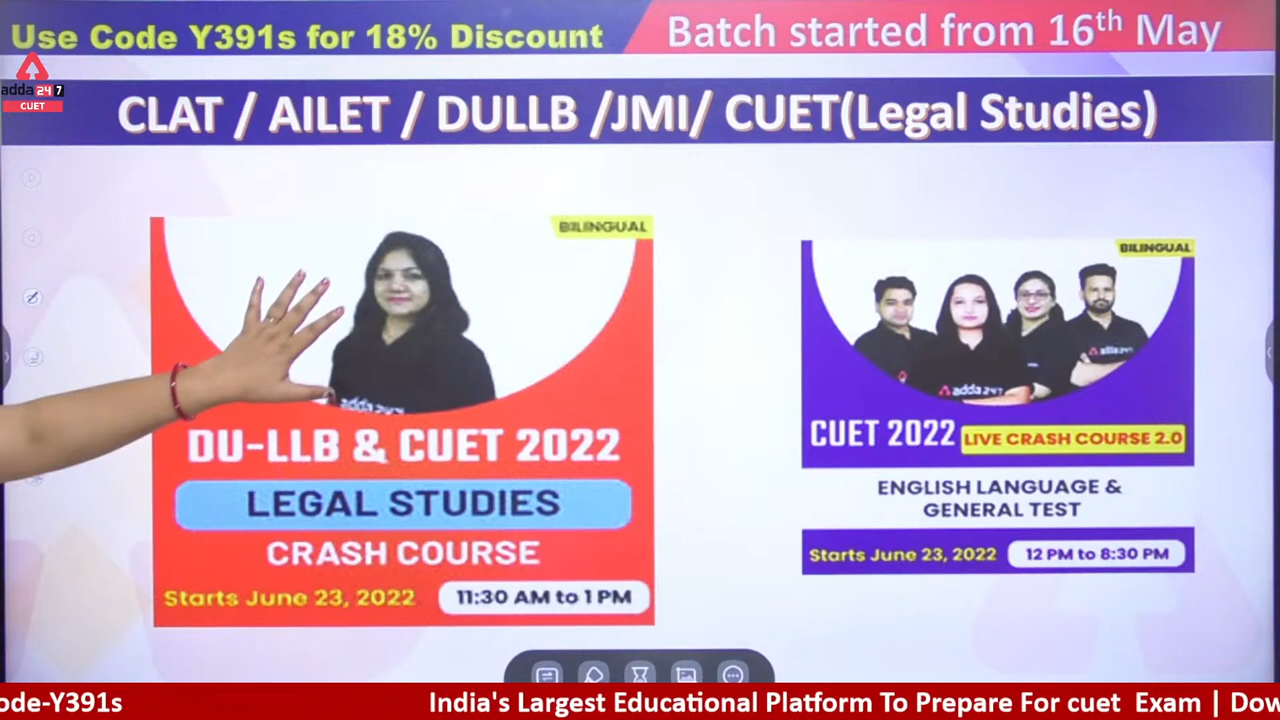 Use Code Y391s for 18% Discount
Batch started from 16th May
adda 247
CUET
CLAT / AILET / DULLB /JMI/ CUET(Legal Studies)
BILINGUAL
adda247
DU-LLB & CUET 2022
LEGAL STUDIES
CRASH COURSE
Starts June 23, 2022
11:30 AM to 1 PM
BILINGUAL
adda247
adda247
CUET 2022
LIVE CRASH COURSE 2.0
ENGLISH LANGUAGE &
GENERAL TEST
Starts June 23, 2022
12 PM to 8:30 PM
ode-Y391s
India's Largest Educational Platform To Prepare For cuet Exam | Dow